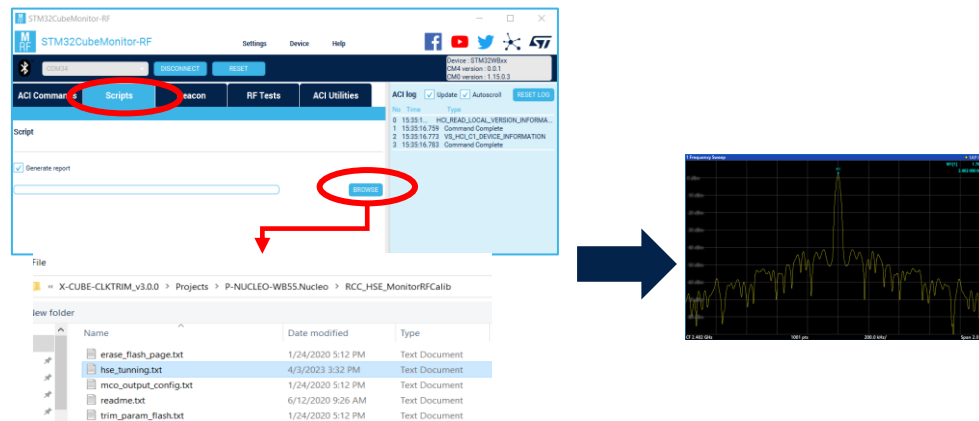 STM32CubeMonitor-RF
M
RF
STM32CubeMonitor-RF
Settings Device Help
COM34 DISCONNECT RESET
Device : STM32WBxx
CM4 version : 0.0.1
CM0 version : 1.15.0.3
ACI Commands Scripts Beacon RF Tests ACI Utilities
ACI log Update Autoscroll RESET LOG
No Time Type
0 15:35:1... HCI_READ_LOCAL_VERSION_INFORMA...
1 15:35:16.759 Command Complete
2 15:35:16.773 VS_HCI_C1_DEVICE_INFORMATION
3 15:35:16.783 Command Complete
Script
Generate report
BROWSE
File
« X-CUBE-CLKTRIM_v3.0.0 > Projects > P-NUCLEO-WB55.Nucleo > RCC_HSE_MonitorRFCalib
New folder
Name Date modified Type
erase_flash_page.txt 1/24/2020 5:12 PM Text Document
hse_tunning.txt 4/3/2023 3:32 PM Text Document
mco_output_config.txt 1/24/2020 5:12 PM Text Document
readme.txt 6/12/2020 9:26 AM Text Document
trim_param_flash.txt 1/24/2020 5:12 PM Text Document
1 Frequency Sweep
CF 2.402 GHz 1001 pts 200.0 kHz/